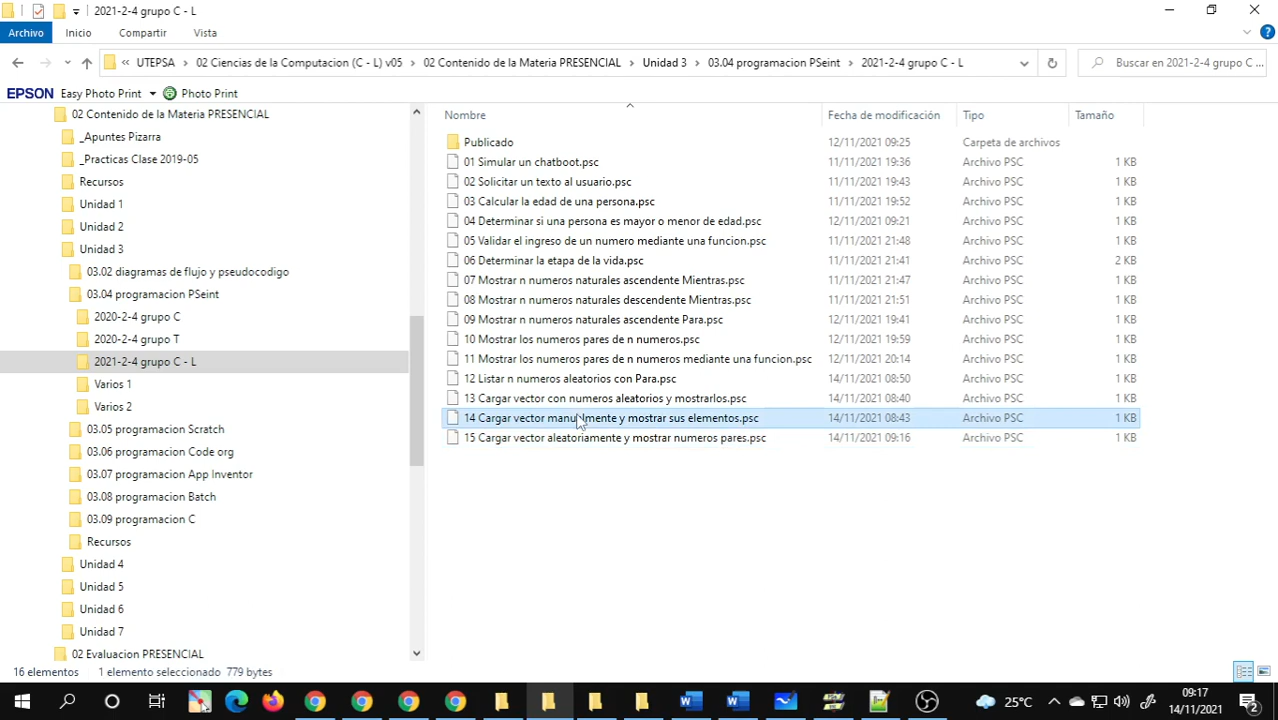 2021-2-4 grupo C - L
Archivo Inicio Compartir Vista
« UTEPSA > 02 Ciencias de la Computacion (C - L) v05 > 02 Contenido de la Materia PRESENCIAL > Unidad 3 > 03.04 programacion PSeint > 2021-2-4 grupo C - L
Buscar en 2021-2-4 grupo C - ...
EPSON Easy Photo Print Photo Print
02 Contenido de la Materia PRESENCIAL
_Apuntes Pizarra
_Practicas Clase 2019-05
Recursos
Unidad 1
Unidad 2
Unidad 3
03.02 diagramas de flujo y pseudocodigo
03.04 programacion PSeint
2020-2-4 grupo C
2020-2-4 grupo T
2021-2-4 grupo C - L
Varios 1
Varios 2
03.05 programacion Scratch
03.06 programacion Code org
03.07 programacion App Inventor
03.08 programacion Batch
03.09 programacion C
Recursos
Unidad 4
Unidad 5
Unidad 6
Unidad 7
02 Evaluacion PRESENCIAL
Nombre Fecha de modificación Tipo Tamaño
Publicado 12/11/2021 09:25 Carpeta de archivos
01 Simular un chatboot.psc 11/11/2021 19:36 Archivo PSC 1 KB
02 Solicitar un texto al usuario.psc 11/11/2021 19:43 Archivo PSC 1 KB
03 Calcular la edad de una persona.psc 11/11/2021 19:52 Archivo PSC 1 KB
04 Determinar si una persona es mayor o menor de edad.psc 12/11/2021 09:21 Archivo PSC 1 KB
05 Validar el ingreso de un numero mediante una funcion.psc 11/11/2021 21:48 Archivo PSC 1 KB
06 Determinar la etapa de la vida.psc 11/11/2021 21:41 Archivo PSC 2 KB
07 Mostrar n numeros naturales ascendente Mientras.psc 11/11/2021 21:47 Archivo PSC 1 KB
08 Mostrar n numeros naturales descendente Mientras.psc 11/11/2021 21:51 Archivo PSC 1 KB
09 Mostrar n numeros naturales ascendente Para.psc 12/11/2021 19:41 Archivo PSC 1 KB
10 Mostrar los numeros pares de n numeros.psc 12/11/2021 19:59 Archivo PSC 1 KB
11 Mostrar los numeros pares de n numeros mediante una funcion.psc 12/11/2021 20:14 Archivo PSC 1 KB
12 Listar n numeros aleatorios con Para.psc 14/11/2021 08:50 Archivo PSC 1 KB
13 Cargar vector con numeros aleatorios y mostrarlos.psc 14/11/2021 08:40 Archivo PSC 1 KB
14 Cargar vector manualmente y mostrar sus elementos.psc 14/11/2021 08:43 Archivo PSC 1 KB
15 Cargar vector aleatoriamente y mostrar numeros pares.psc 14/11/2021 09:16 Archivo PSC 1 KB
16 elementos 1 elemento seleccionado 779 bytes
25°C
09:17
14/11/2021
2